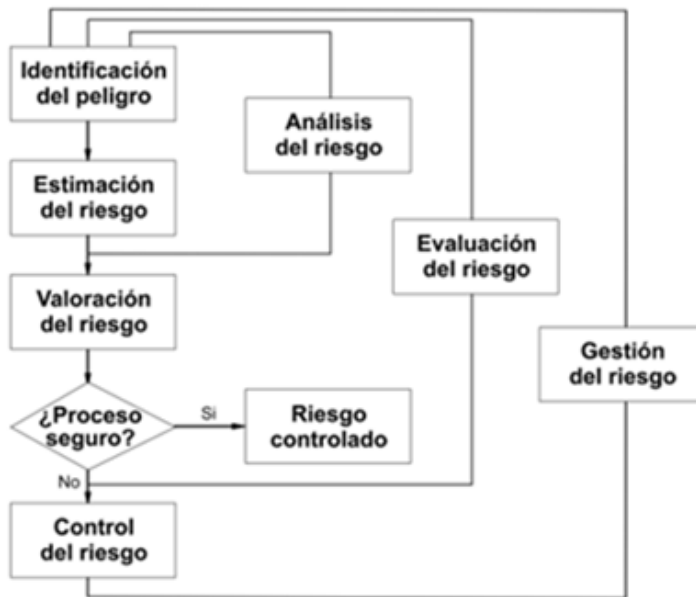 Identificación
del peligro
Análisis
del riesgo
Estimación
del riesgo
Evaluación
del riesgo
Valoración
del riesgo
Gestión
del riesgo
¿Proceso
seguro?
Si
Riesgo
controlado
No
Control
del riesgo